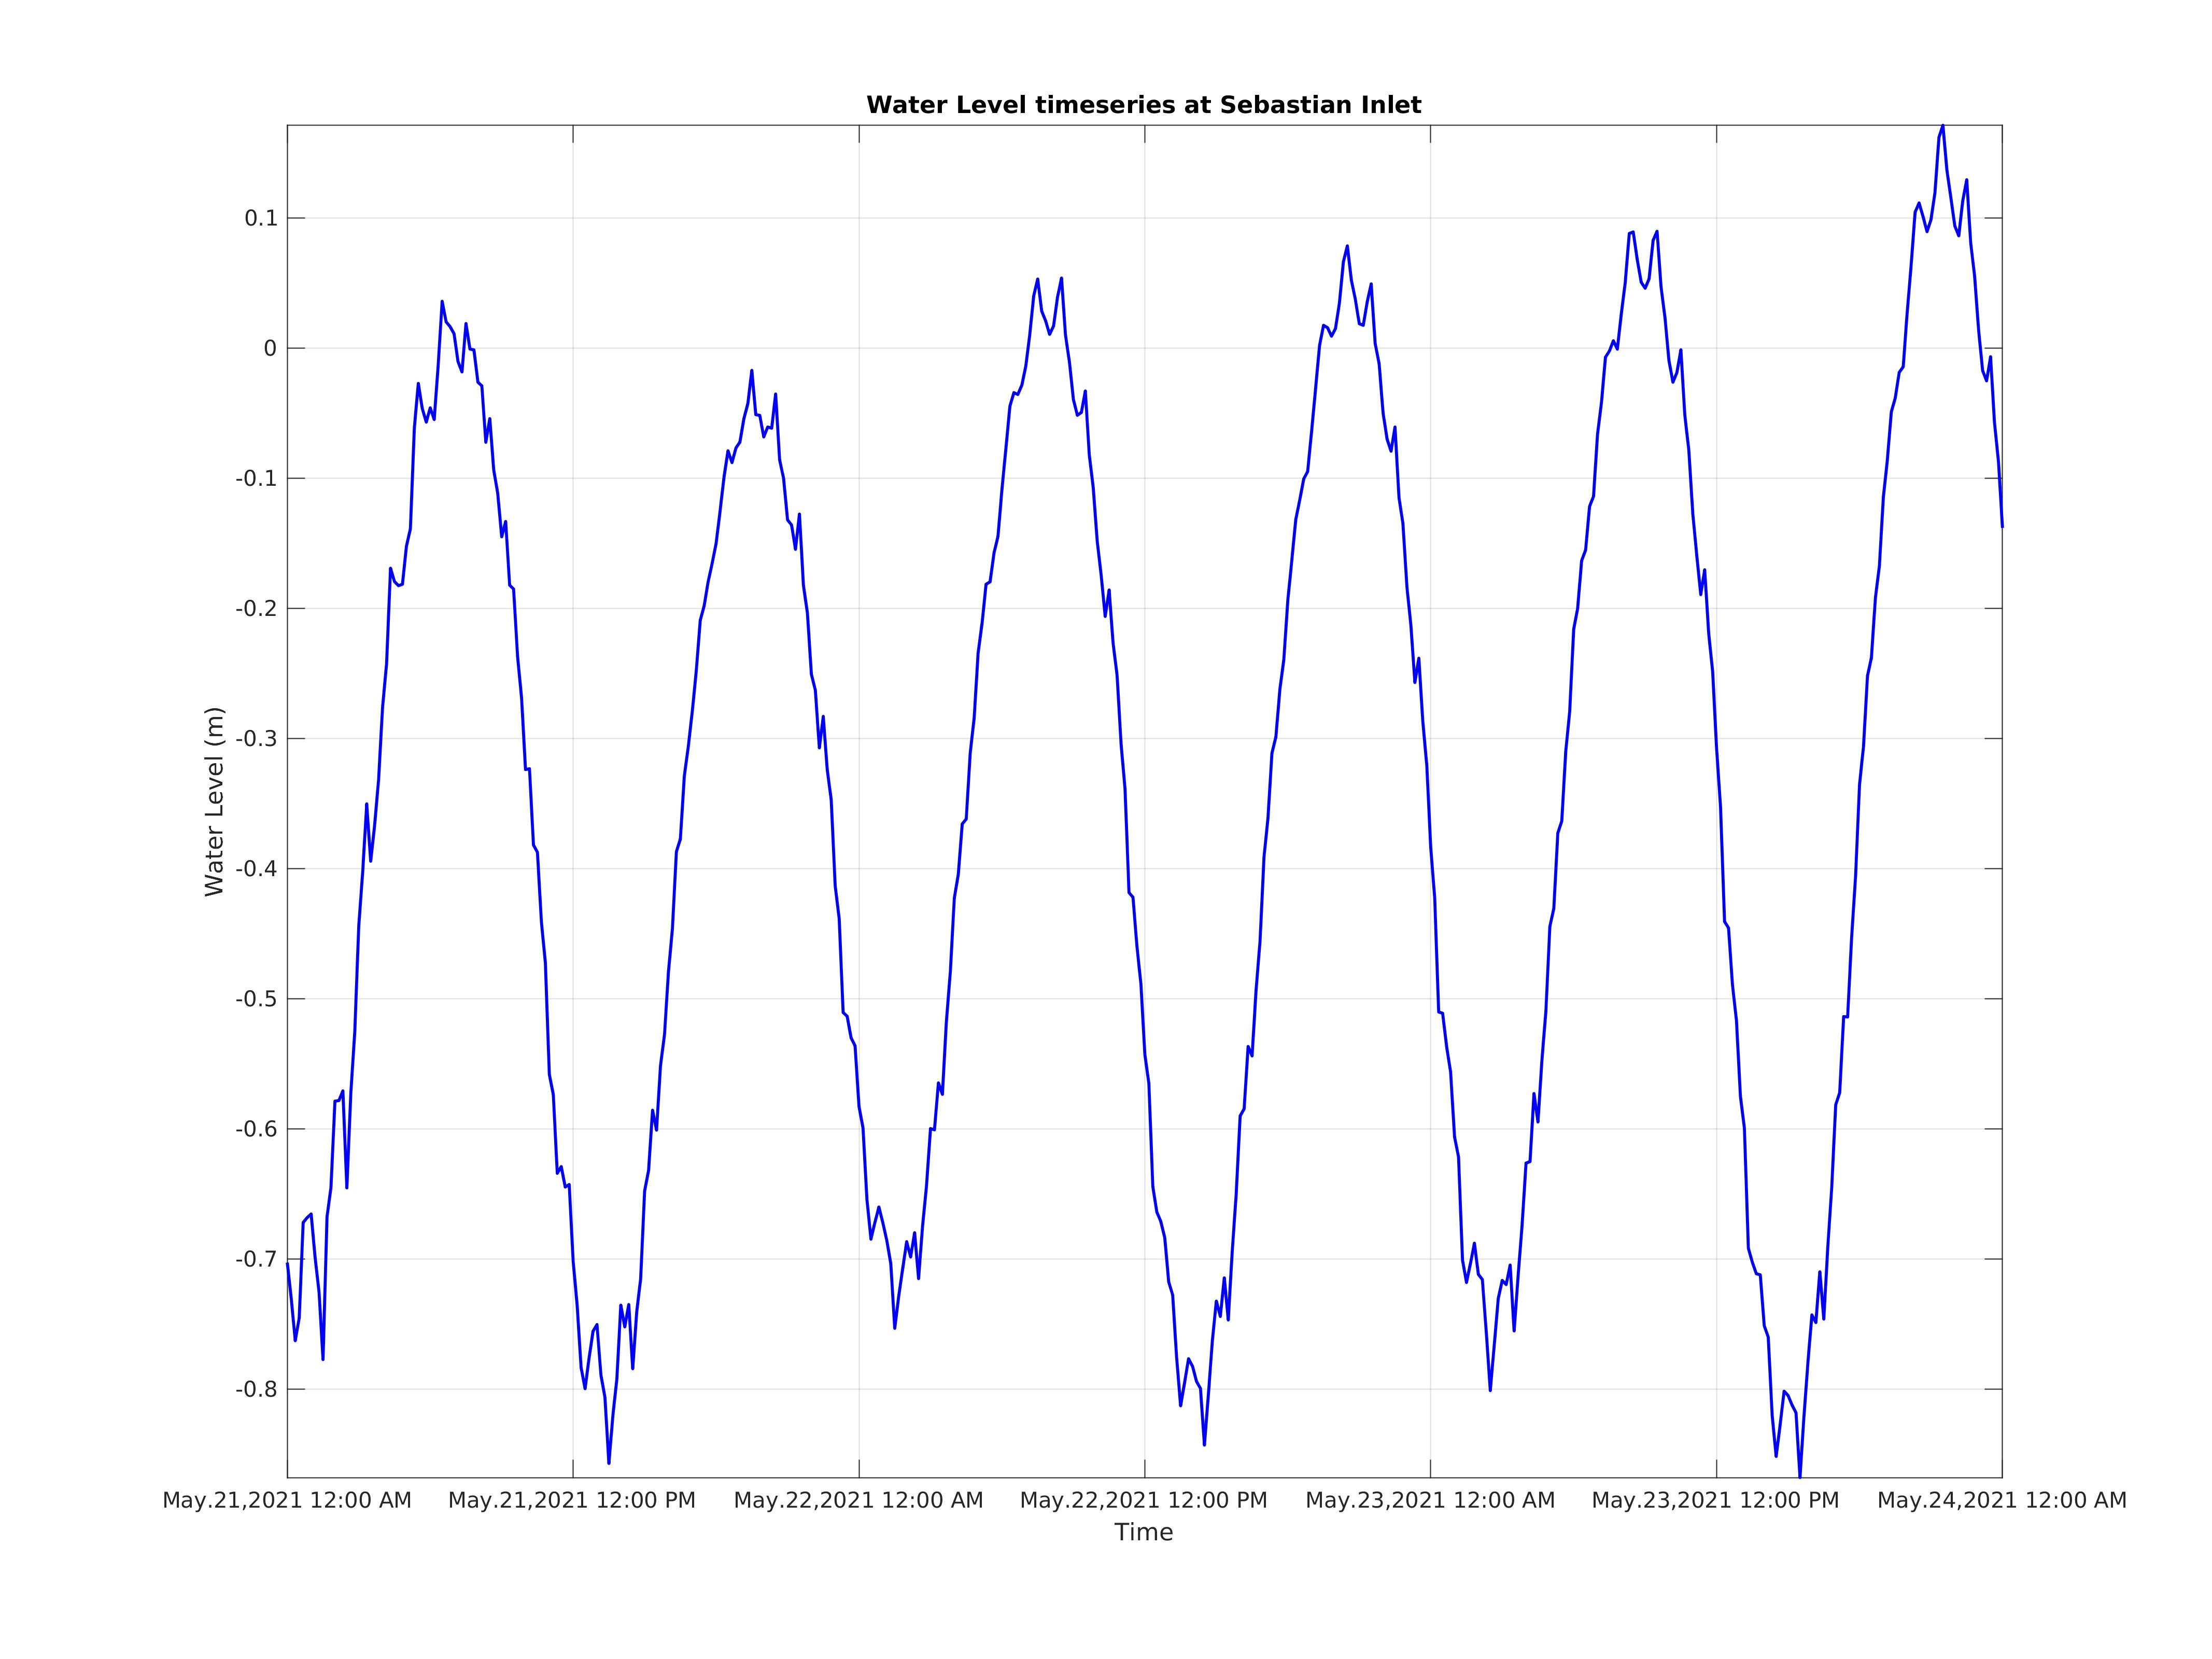 Water Level timeseries at Sebastian Inlet
0.1
0
-0.1
-0.2
-0.3
-0.4
-0.5
-0.6
-0.7
-0.8
Water Level (m)
May.21,2021 12:00 AM
May.21,2021 12:00 PM
May.22,2021 12:00 AM
May.22,2021 12:00 PM
May.23,2021 12:00 AM
May.23,2021 12:00 PM
May.24,2021 12:00 AM
Time